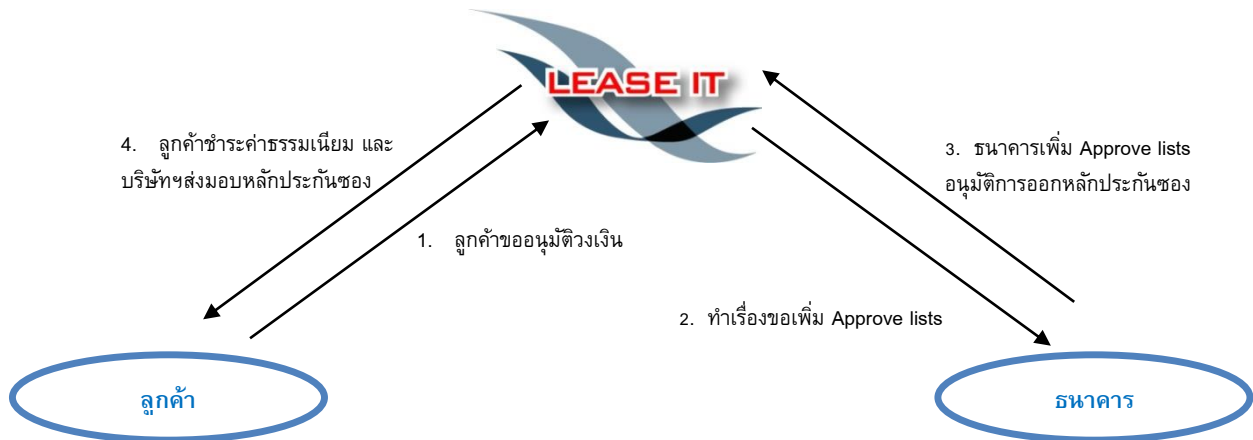 LEASE IT
4. ลูกค้าชำระค่าธรรมเนียม และ
บริษัทฯส่งมอบหลักประกันซอง
3. ธนาคารเพิ่ม Approve lists
อนุมัติการออกหลักประกันซอง
1. ลูกค้าขออนุมัติวงเงิน
2. ทำเรื่องขอเพิ่ม Approve lists
ลูกค้า
ธนาคาร